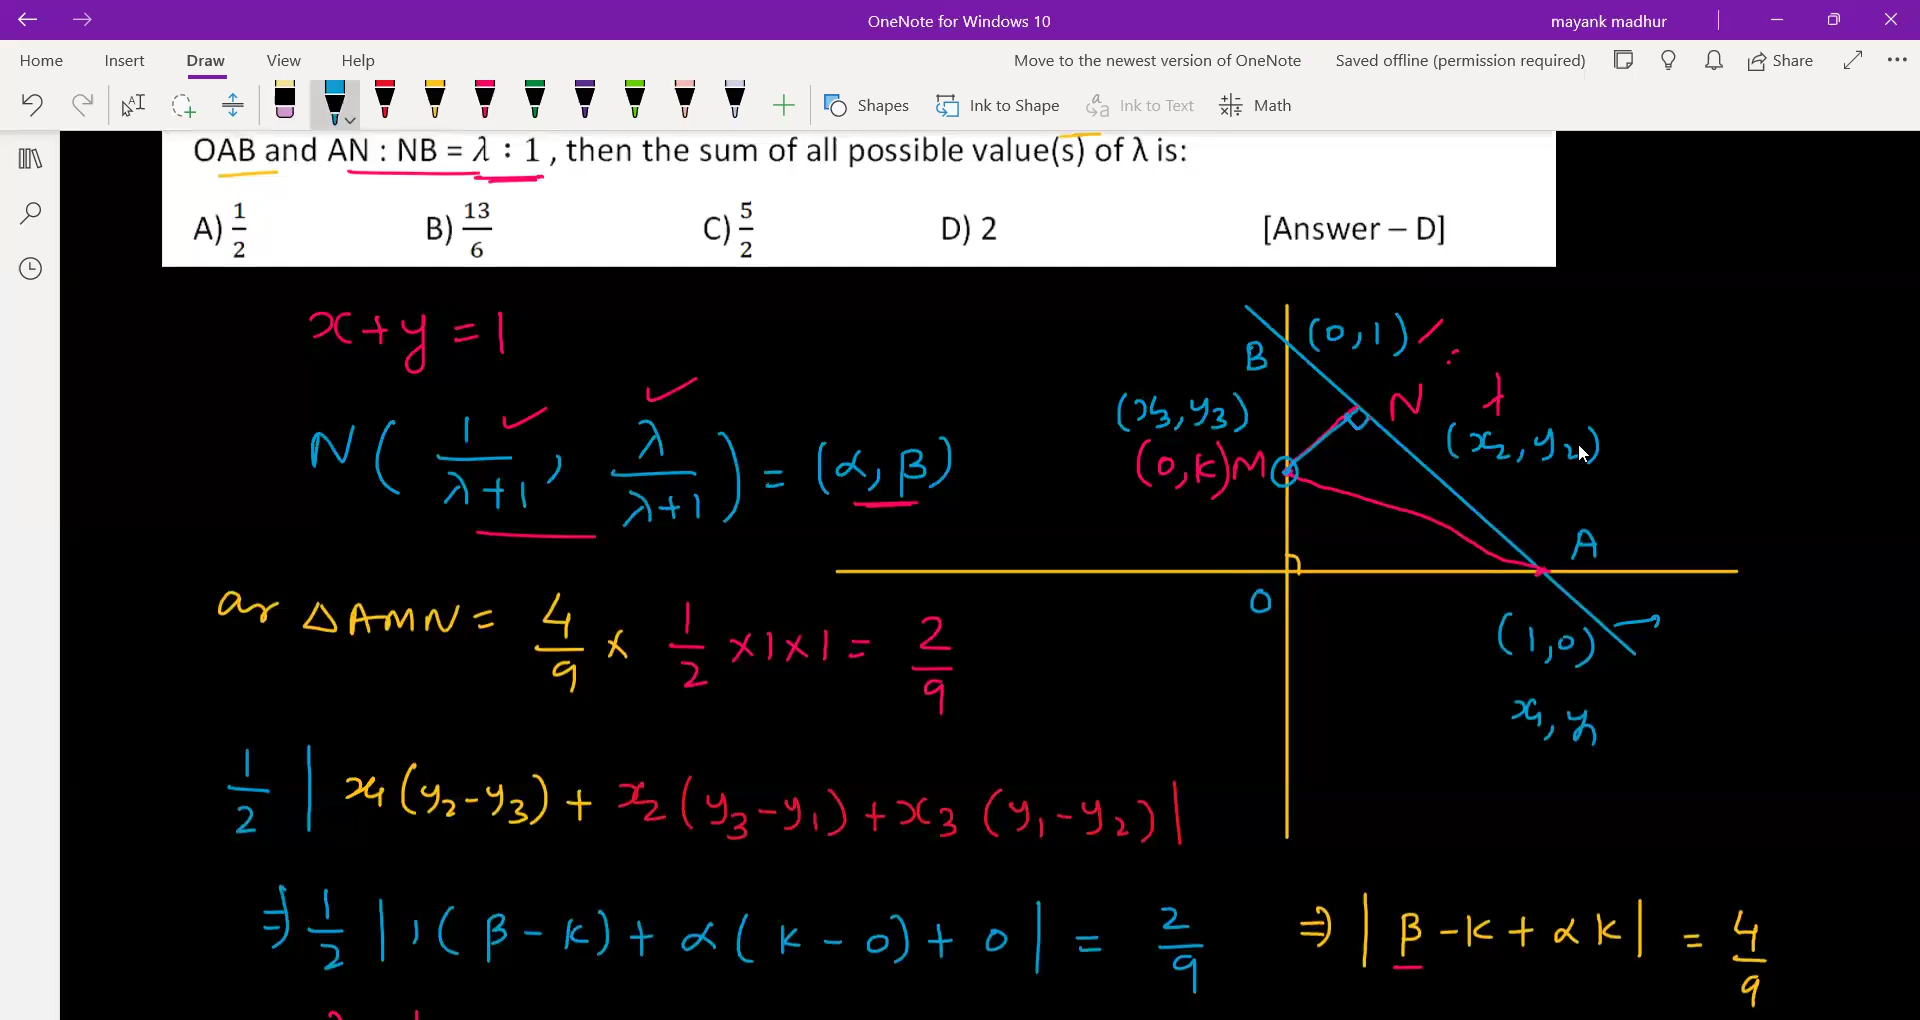 OneNote for Windows 10
mayank madhur
Home Insert Draw View Help
Move to the newest version of OneNote Saved offline (permission required) Share
Shapes Ink to Shape Ink to Text Math
OAB and AN : NB = λ : 1, then the sum of all possible value(s) of λ is:
A) 1/2 B) 13/6 C) 5/2 D) 2 [Answer – D]
x + y = 1
N ( 1/(λ+1) , λ/(λ+1) ) = (α, β)
B (0,1)
N λ
(x3, y3)
(x2, y2)
(0,K) M
A
O
(1,0)
x1, y1
ar △AMN = 4/9 × 1/2 × 1 × 1 = 2/9
1/2 | x1 (y2 - y3) + x2 (y3 - y1) + x3 (y1 - y2) |
⇒ 1/2 | 1 (β - K) + α (K - 0) + 0 | = 2/9 ⇒ | β - K + α K | = 4/9